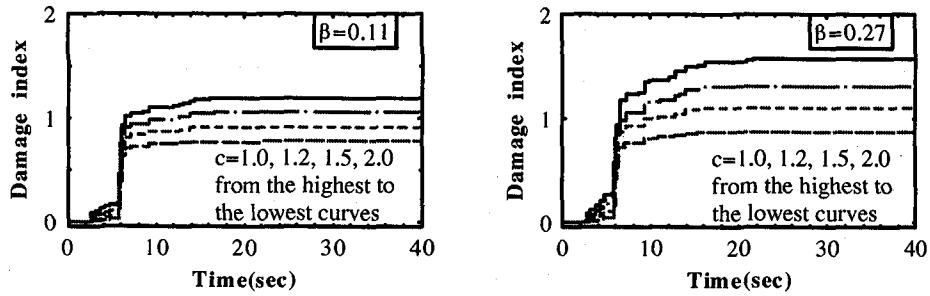 2
β=0.11
Damage index
1
c=1.0, 1.2, 1.5, 2.0
from the highest to
the lowest curves
0
0 10 20 30 40
Time(sec)
2
β=0.27
Damage index
1
c=1.0, 1.2, 1.5, 2.0
from the highest to
the lowest curves
0
0 10 20 30 40
Time(sec)